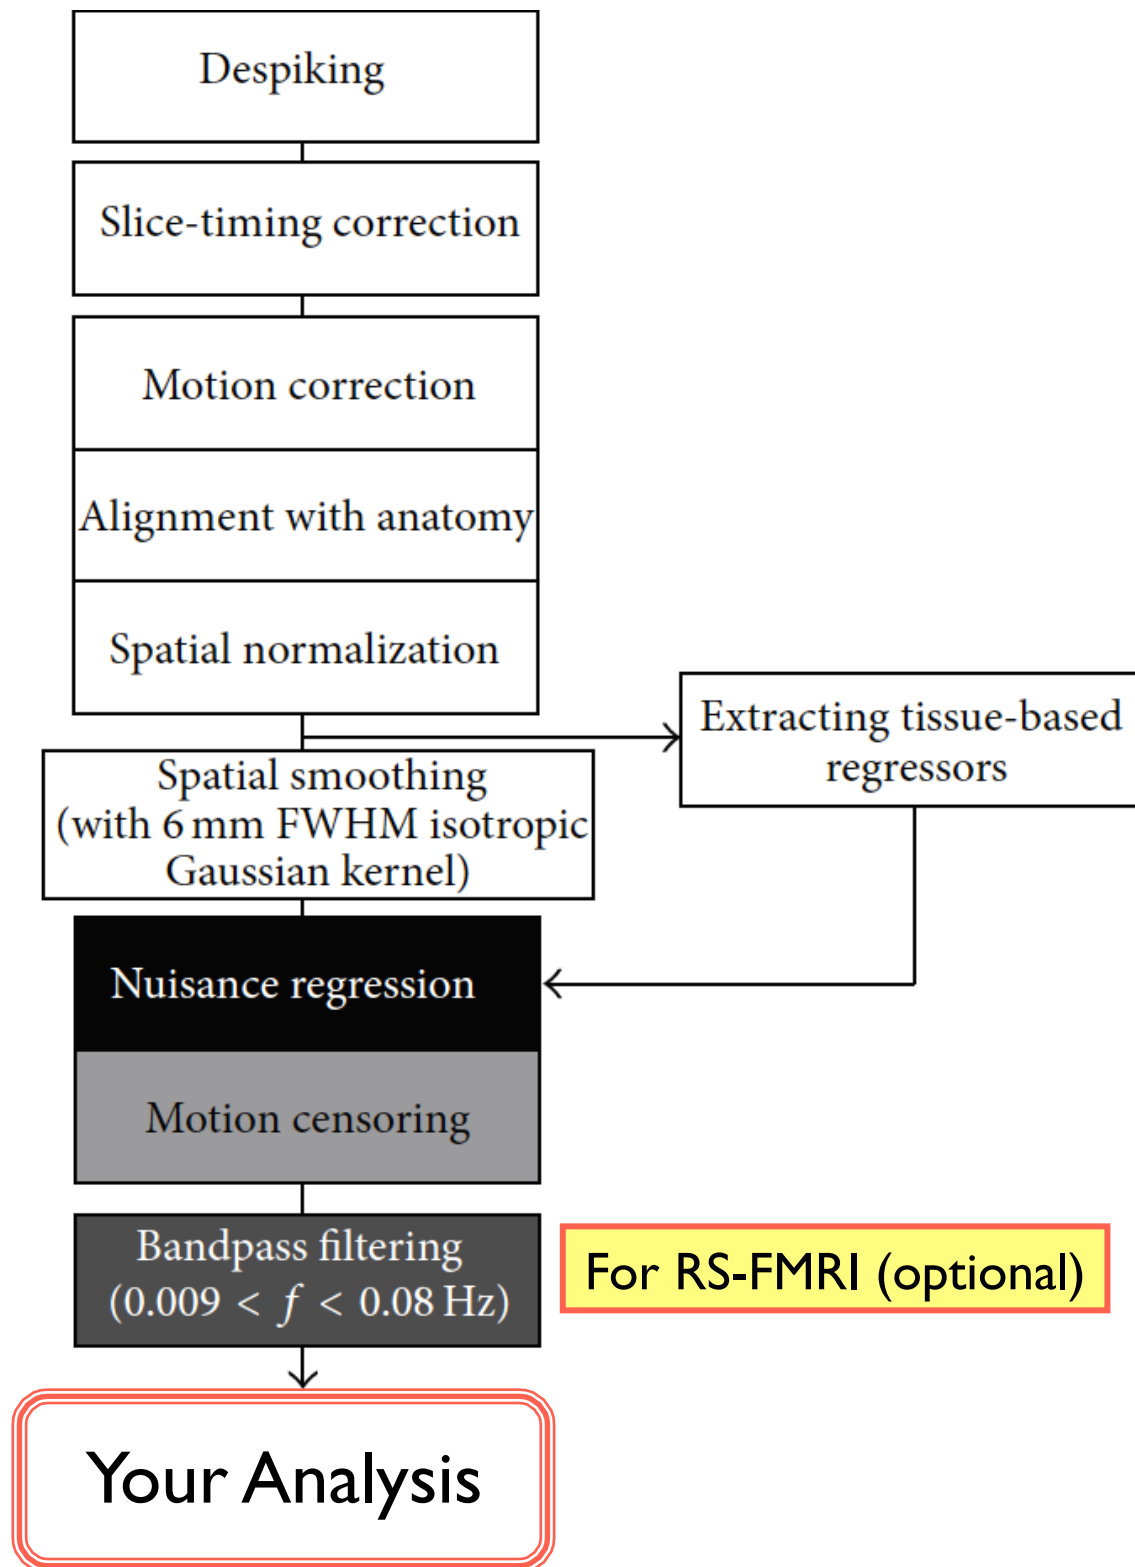 Despiking
Slice-timing correction
Motion correction
Alignment with anatomy
Spatial normalization
Extracting tissue-based
regressors
Spatial smoothing
(with 6 mm FWHM isotropic
Gaussian kernel)
Nuisance regression
Motion censoring
Bandpass filtering
(0.009 < f < 0.08 Hz)
For RS-FMRI (optional)
Your Analysis